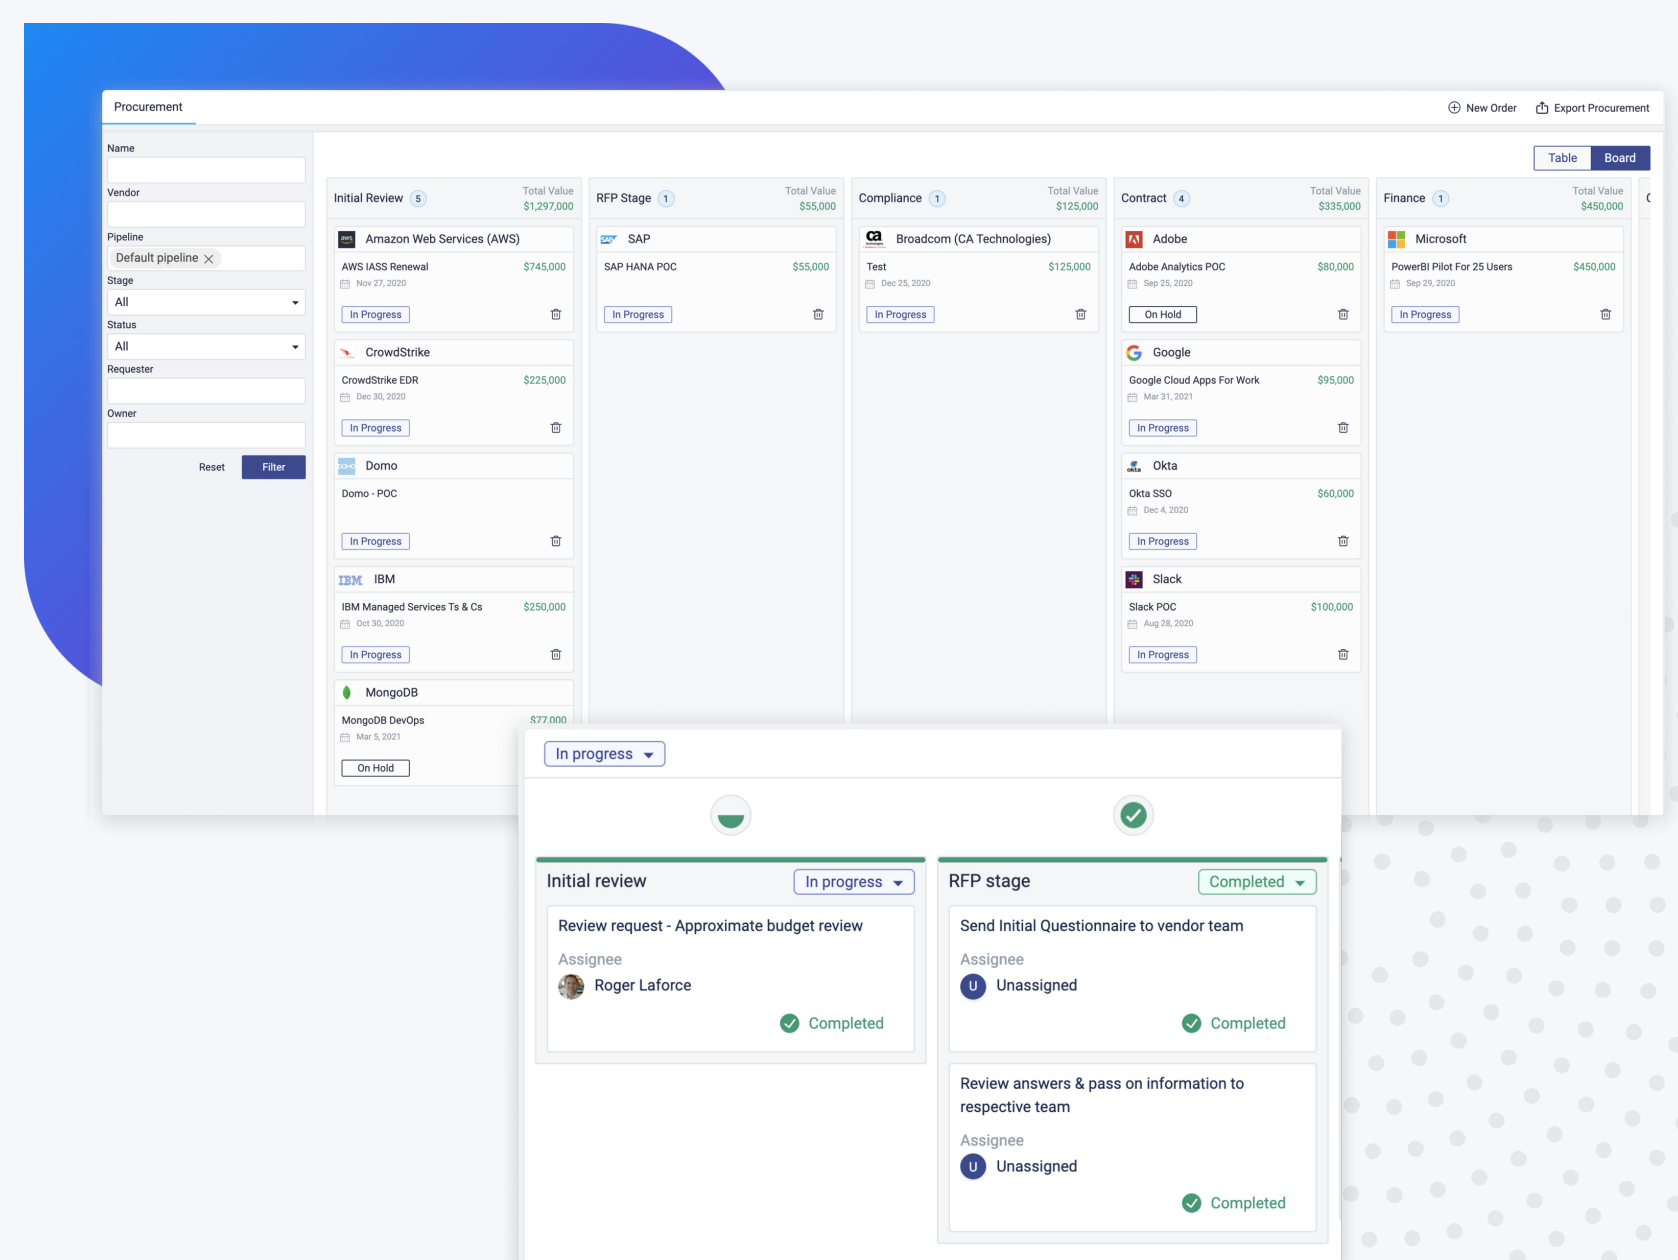 Procurement
New Order
Export Procurement
Name
Vendor
Pipeline
Default pipeline
Stage
All
Status
All
Requester
Owner
Reset
Filter
Table
Board
Initial Review 5
Total Value
$1,297,000
aws
Amazon Web Services (AWS)
AWS IASS Renewal
$745,000
Nov 27, 2020
In Progress
CrowdStrike
CrowdStrike EDR
$225,000
Dec 30, 2020
In Progress
DOMO
Domo
Domo - POC
In Progress
IBM
IBM
IBM Managed Services Ts & Cs
$250,000
Oct 30, 2020
In Progress
MongoDB
MongoDB DevOps
$77,000
Mar 5, 2021
On Hold
RFP Stage 1
Total Value
$55,000
SAP
SAP
SAP HANA POC
$55,000
In Progress
Compliance 1
Total Value
$125,000
ca
Broadcom (CA Technologies)
Test
$125,000
Dec 25, 2020
In Progress
Contract 4
Total Value
$335,000
Adobe
Adobe Analytics POC
$80,000
Sep 25, 2020
On Hold
Google
Google Cloud Apps For Work
$95,000
Mar 31, 2021
In Progress
okta
Okta
Okta SSO
$60,000
Dec 4, 2020
In Progress
Slack
Slack POC
$100,000
Aug 28, 2020
In Progress
Finance 1
Total Value
$450,000
Microsoft
PowerBI Pilot For 25 Users
$450,000
Sep 29, 2020
In Progress
In progress
Initial review
In progress
Review request - Approximate budget review
Assignee
Roger Laforce
Completed
RFP stage
Completed
Send Initial Questionnaire to vendor team
Assignee
U Unassigned
Completed
Review answers & pass on information to
respective team
Assignee
U Unassigned
Completed